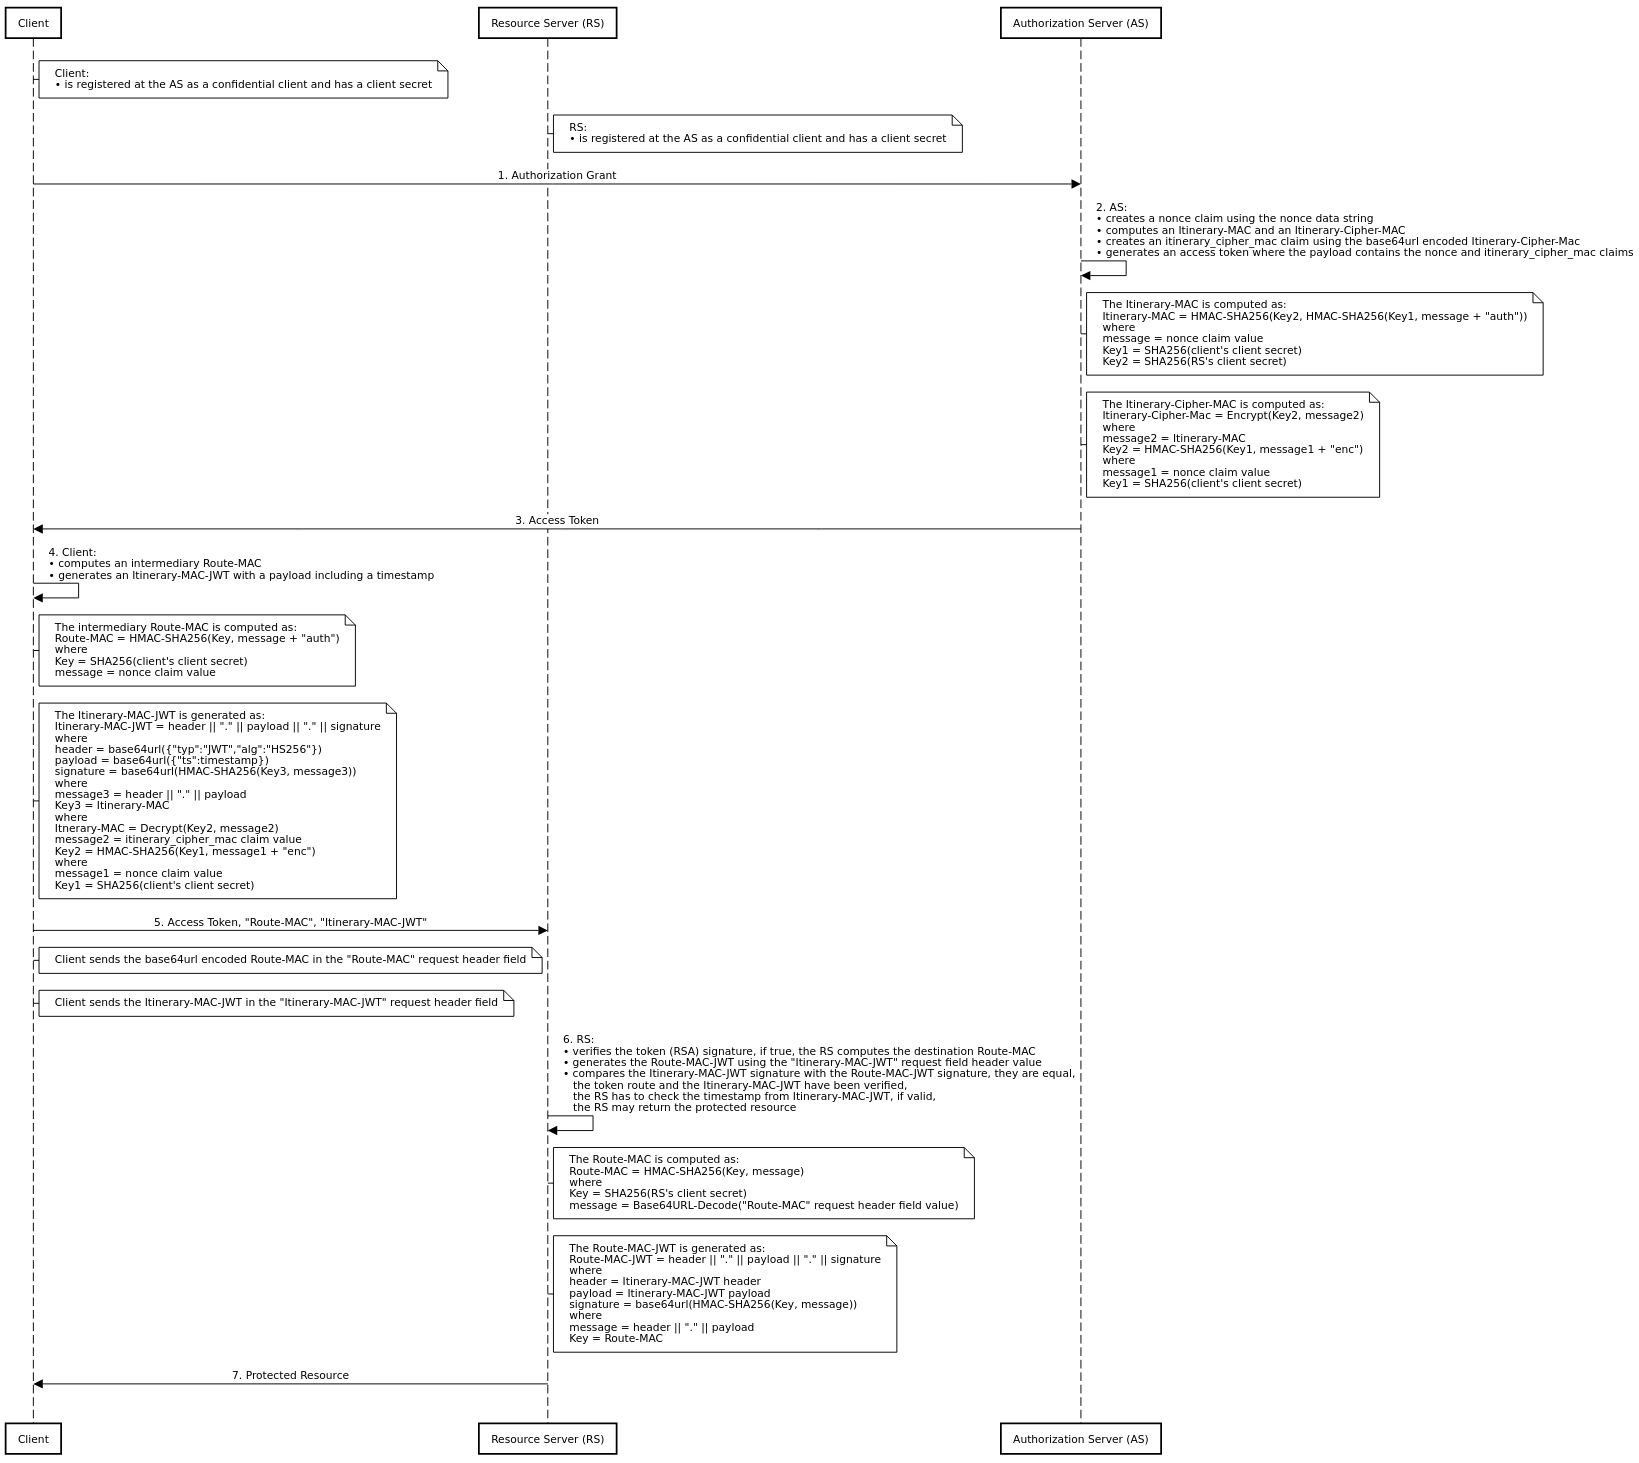 Client
Resource Server (RS)
Authorization Server (AS)
Client:
• is registered at the AS as a confidential client and has a client secret
RS:
• is registered at the AS as a confidential client and has a client secret
1. Authorization Grant
2. AS:
• creates a nonce claim using the nonce data string
• computes an Itinerary-MAC and an Itinerary-Cipher-MAC
• creates an itinerary_cipher_mac claim using the base64url encoded Itinerary-Cipher-Mac
• generates an access token where the payload contains the nonce and itinerary_cipher_mac claims
The Itinerary-MAC is computed as:
Itinerary-MAC = HMAC-SHA256(Key2, HMAC-SHA256(Key1, message + "auth"))
where
message = nonce claim value
Key1 = SHA256(client's client secret)
Key2 = SHA256(RS's client secret)
The Itinerary-Cipher-MAC is computed as:
Itinerary-Cipher-Mac = Encrypt(Key2, message2)
where
message2 = Itinerary-MAC
Key2 = HMAC-SHA256(Key1, message1 + "enc")
where
message1 = nonce claim value
Key1 = SHA256(client's client secret)
3. Access Token
4. Client:
• computes an intermediary Route-MAC
• generates an Itinerary-MAC-JWT with a payload including a timestamp
The intermediary Route-MAC is computed as:
Route-MAC = HMAC-SHA256(Key, message + "auth")
where
Key = SHA256(client's client secret)
message = nonce claim value
The Itinerary-MAC-JWT is generated as:
Itinerary-MAC-JWT = header || "." || payload || "." || signature
where
header = base64url({"typ":"JWT","alg":"HS256"})
payload = base64url({"ts":timestamp})
signature = base64url(HMAC-SHA256(Key3, message3))
where
message3 = header || "." || payload
Key3 = Itinerary-MAC
where
Itnerary-MAC = Decrypt(Key2, message2)
message2 = itinerary_cipher_mac claim value
Key2 = HMAC-SHA256(Key1, message1 + "enc")
where
message1 = nonce claim value
Key1 = SHA256(client's client secret)
5. Access Token, "Route-MAC", "Itinerary-MAC-JWT"
Client sends the base64url encoded Route-MAC in the "Route-MAC" request header field
Client sends the Itinerary-MAC-JWT in the "Itinerary-MAC-JWT" request header field
6. RS:
• verifies the token (RSA) signature, if true, the RS computes the destination Route-MAC
• generates the Route-MAC-JWT using the "Itinerary-MAC-JWT" request field header value
• compares the Itinerary-MAC-JWT signature with the Route-MAC-JWT signature, they are equal,
the token route and the Itinerary-MAC-JWT have been verified,
the RS has to check the timestamp from Itinerary-MAC-JWT, if valid,
the RS may return the protected resource
The Route-MAC is computed as:
Route-MAC = HMAC-SHA256(Key, message)
where
Key = SHA256(RS's client secret)
message = Base64URL-Decode("Route-MAC" request header field value)
The Route-MAC-JWT is generated as:
Route-MAC-JWT = header || "." || payload || "." || signature
where
header = Itinerary-MAC-JWT header
payload = Itinerary-MAC-JWT payload
signature = base64url(HMAC-SHA256(Key, message))
where
message = header || "." || payload
Key = Route-MAC
7. Protected Resource
Client
Resource Server (RS)
Authorization Server (AS)